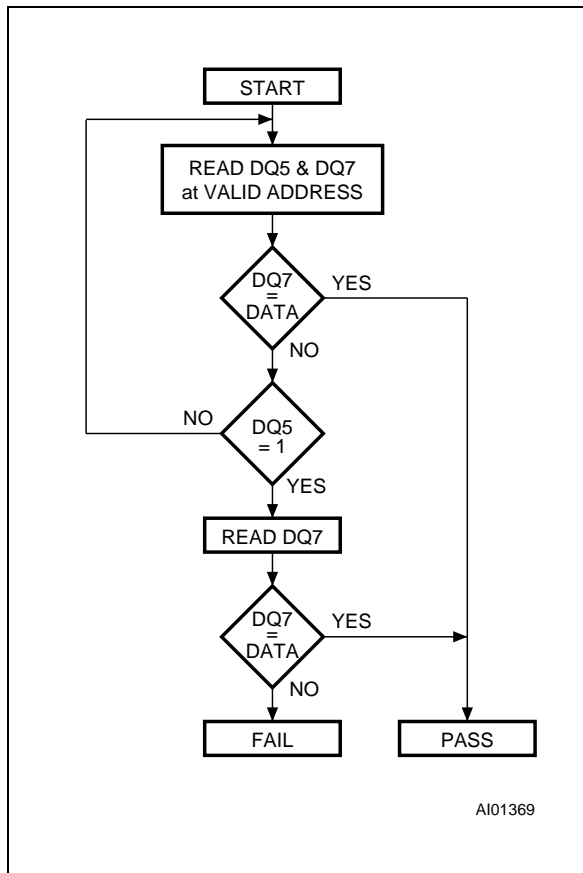 START
READ DQ5 & DQ7
at VALID ADDRESS
DQ7
=
DATA
YES
NO
DQ5
= 1
NO
YES
READ DQ7
DQ7
=
DATA
YES
NO
FAIL
PASS
AI01369